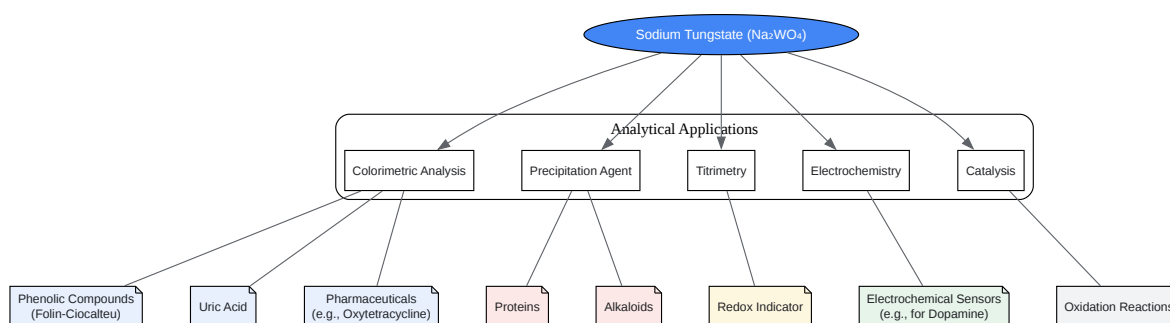 Sodium Tungstate (Na₂WO₄)
Analytical Applications
Colorimetric Analysis
Precipitation Agent
Titrimetry
Electrochemistry
Catalysis
Phenolic Compounds
(Folin-Ciocalteu)
Uric Acid
Pharmaceuticals
(e.g., Oxytetracycline)
Proteins
Alkaloids
Redox Indicator
Electrochemical Sensors
(e.g., for Dopamine)
Oxidation Reactions